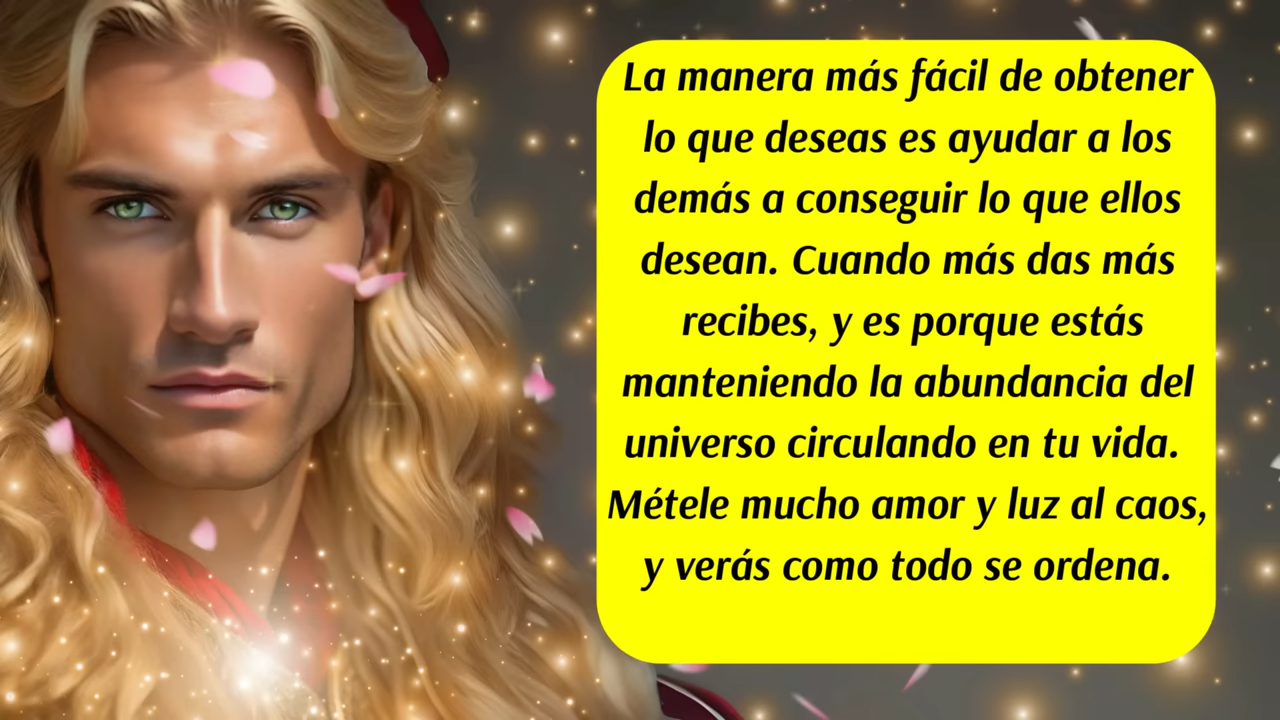 La manera más fácil de obtener
lo que deseas es ayudar a los
demás a conseguir lo que ellos
desean. Cuando más das más
recibes, y es porque estás
manteniendo la abundancia del
universo circulando en tu vida.
Métele mucho amor y luz al caos,
y verás como todo se ordena.